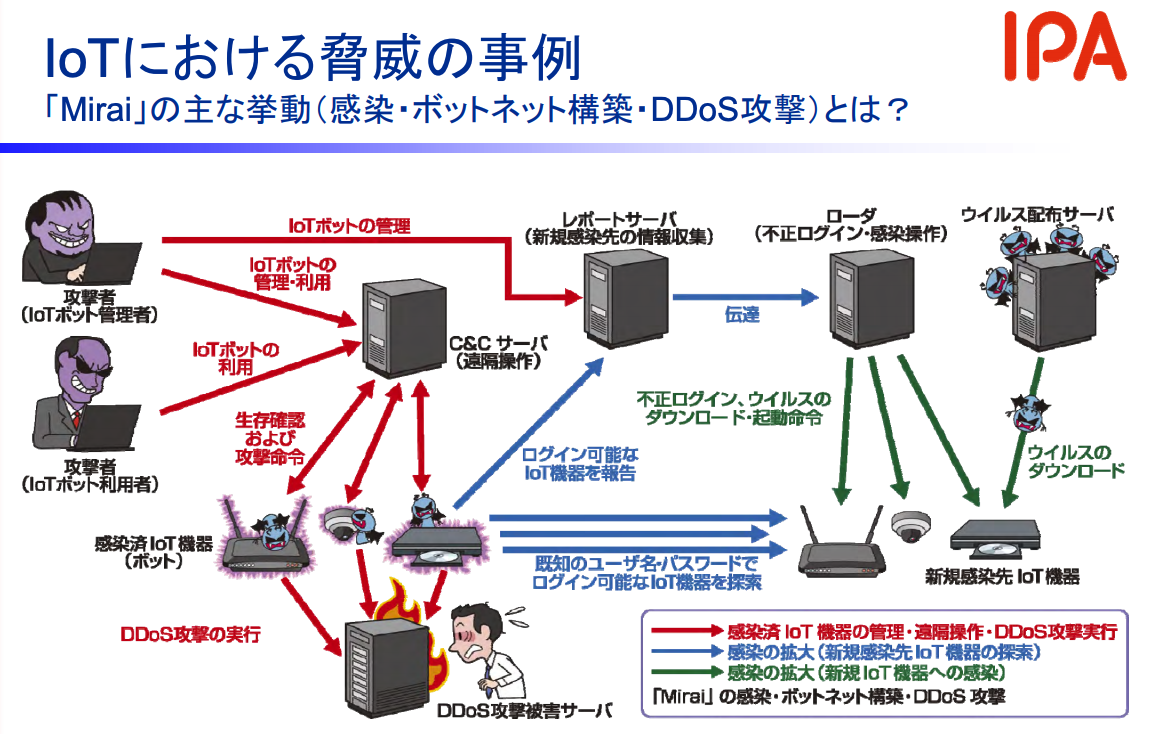 IoTにおける脅威の事例
IPA
「Mirai」の主な挙動（感染・ボットネット構築・DDoS攻撃）とは？
IoTボットの管理
レポートサーバ
（新規感染先の情報収集）
ローダ
（不正ログイン・感染操作）
ウイルス配布サーバ
攻撃者
（IoTボット管理者）
IoTボットの
管理・利用
伝達
C&C サーバ
（遠隔操作）
IoTボットの
利用
攻撃者
（IoTボット利用者）
生存確認
および
攻撃命令
ログイン可能な
IoT機器を報告
不正ログイン、ウイルスの
ダウンロード・起動命令
ウイルスの
ダウンロード
感染済 IoT 機器
（ボット）
既知のユーザ名・パスワードで
ログイン可能なIoT機器を探索
新規感染先 IoT 機器
DDoS攻撃の実行
DDoS攻撃被害サーバ
感染済 IoT 機器の管理・遠隔操作・DDoS攻撃実行
感染の拡大（新規感染先 IoT 機器の探索）
感染の拡大（新規 IoT 機器への感染）
「Mirai」の感染・ボットネット構築・DDoS 攻撃